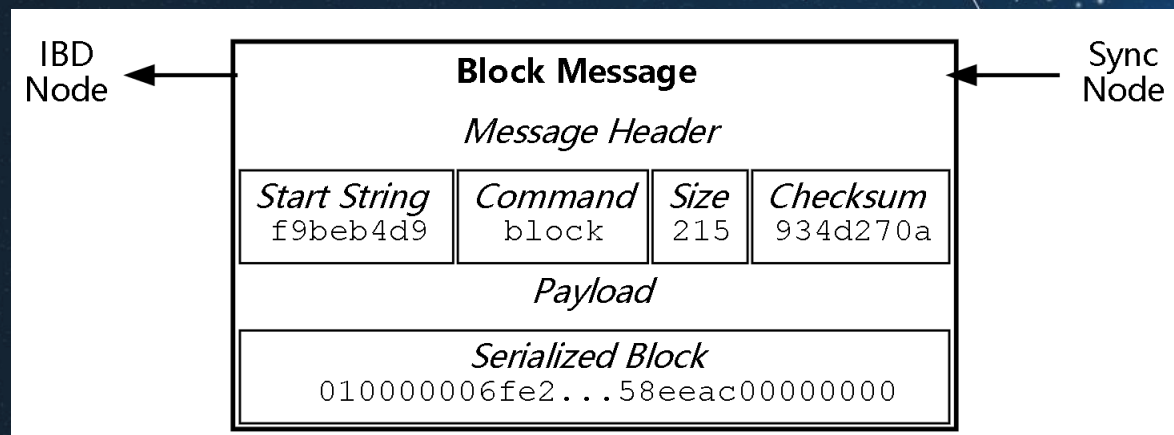 IBD
Node
Block Message
Sync
Node
Message Header
Start String
f9beb4d9
Command
block
Size
215
Checksum
934d270a
Payload
Serialized Block
010000006fe2...58eeac00000000